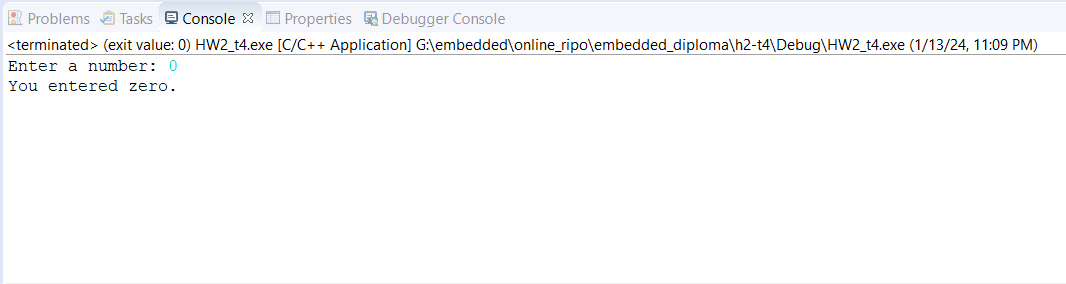 Problems Tasks Console Properties Debugger Console
<terminated> (exit value: 0) HW2_t4.exe [C/C++ Application] G:\embedded\online_ripo\embedded_diploma\h2-t4\Debug\HW2_t4.exe (1/13/24, 11:09 PM)
Enter a number: 0
You entered zero.